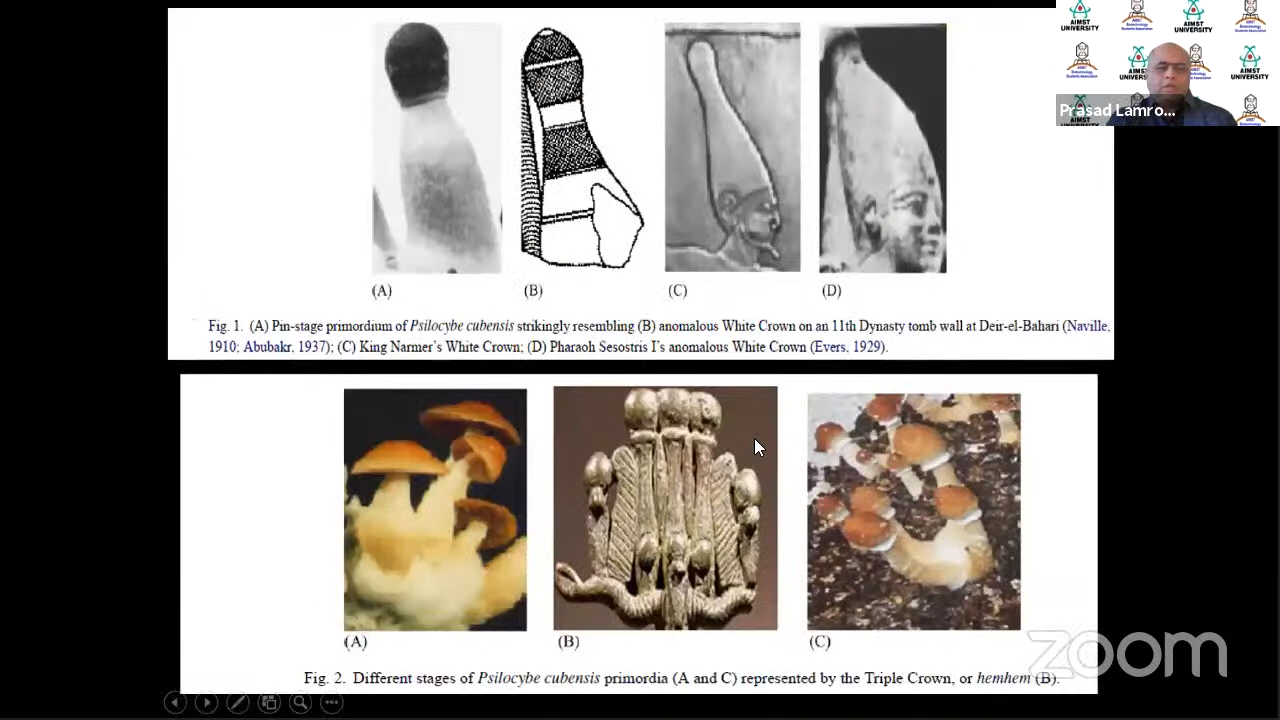 AIMST
UNIVERSITY
AIMST
UNIVERSITY
Prasad Lamro...
(A)
(B)
(C)
(D)
Fig. 1. (A) Pin-stage primordium of Psilocybe cubensis strikingly resembling (B) anomalous White Crown on an 11th Dynasty tomb wall at Deir-el-Bahari (Naville,
1910; Abubakr, 1937); (C) King Narmer's White Crown; (D) Pharaoh Sesostris I's anomalous White Crown (Evers, 1929).
(A)
(B)
(C)
zoom
Fig. 2. Different stages of Psilocybe cubensis primordia (A and C) represented by the Triple Crown, or hemhem (B).